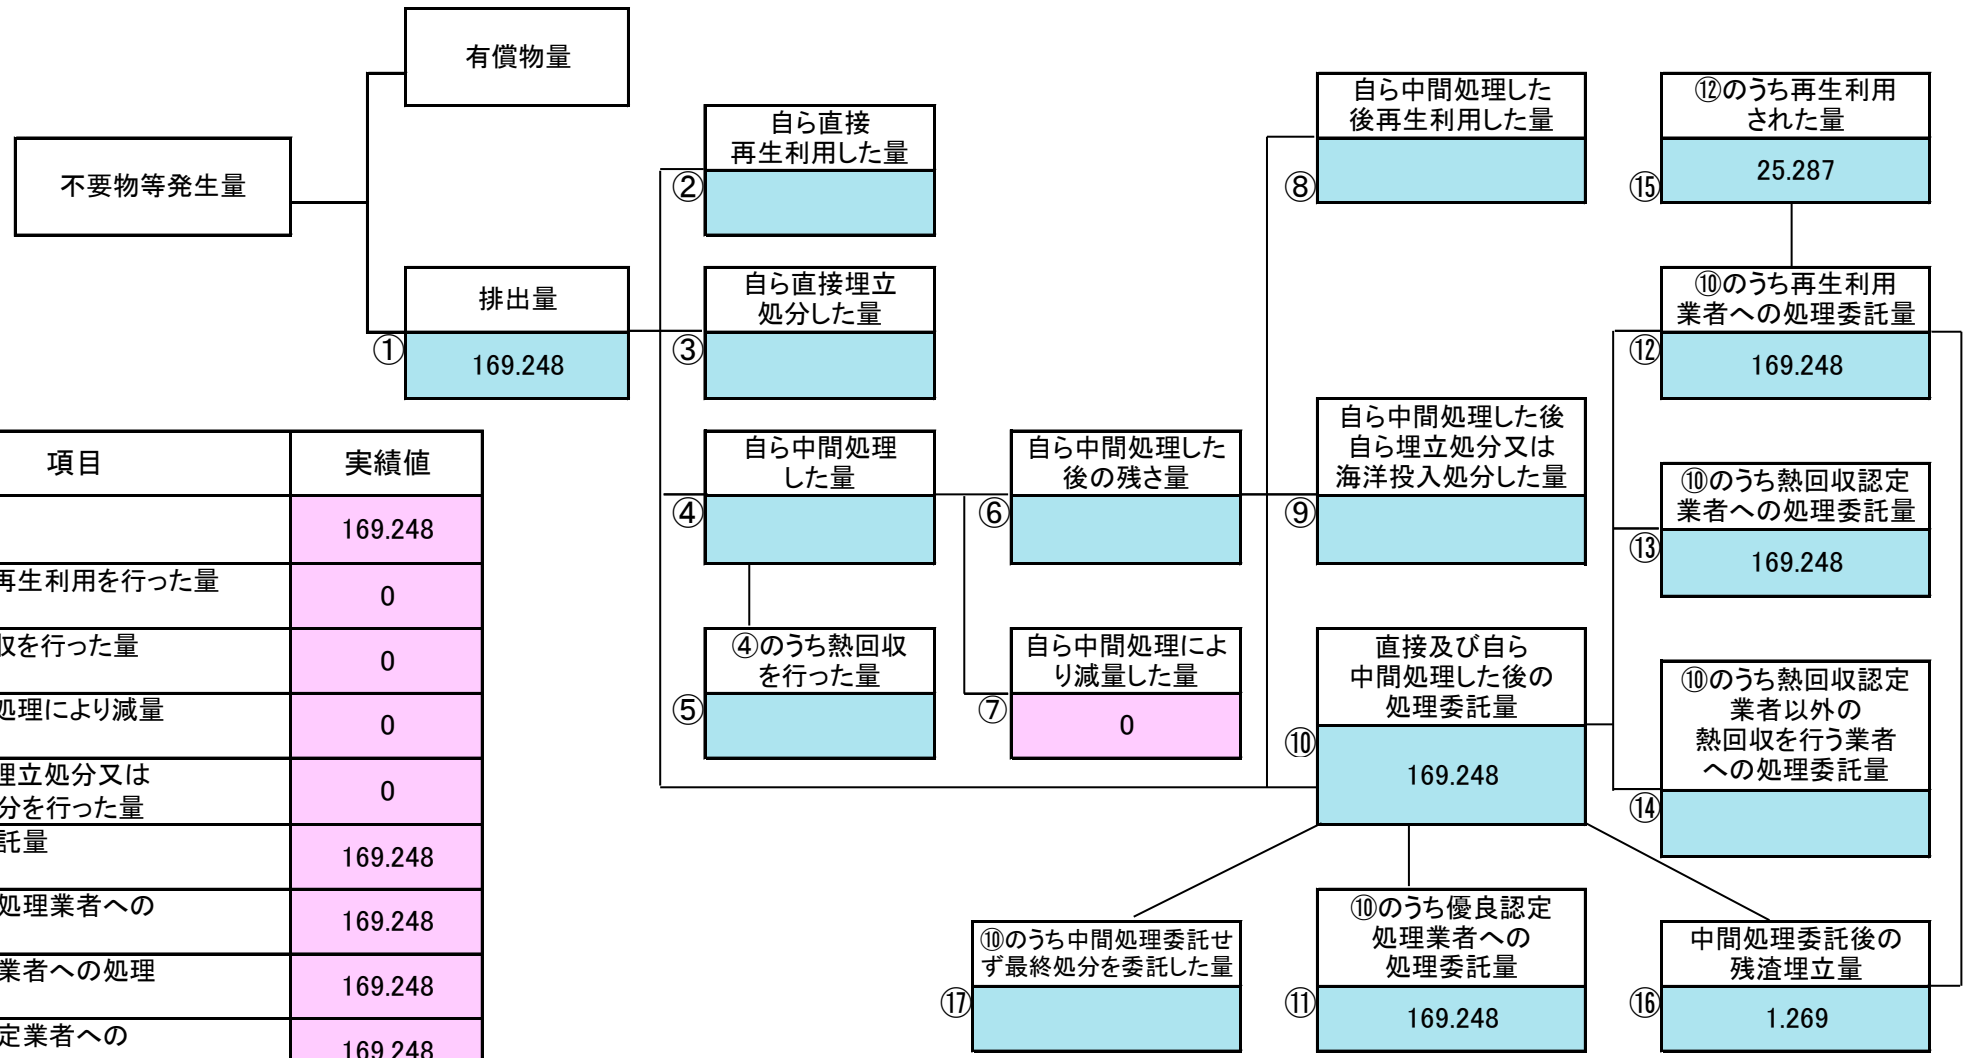 有償物量
不要物等発生量
排出量
①
169.248
自ら直接
再生利用した量
②
自ら直接埋立
処分した量
③
自ら中間処理
した量
④
④のうち熱回収
を行った量
⑤
自ら中間処理した
後の残さ量
⑥
自ら中間処理によ
り減量した量
⑦
0
自ら中間処理した
後再生利用した量
⑧
自ら中間処理した後
自ら埋立処分又は
海洋投入処分した量
⑨
直接及び自ら
中間処理した後の
処理委託量
⑩
169.248
⑩のうち優良認定
処理業者への
処理委託量
⑪
169.248
⑫のうち再生利用
された量
⑮
25.287
⑩のうち再生利用
業者への処理委託量
⑫
169.248
⑩のうち熱回収認定
業者への処理委託量
⑬
169.248
⑩のうち熱回収認定
業者以外の
熱回収を行う業者
への処理委託量
⑭
中間処理委託後の
残渣埋立量
⑯
1.269
⑩のうち中間処理委託せ
ず最終処分を委託した量
⑰
項目 実績値
169.248
再生利用を行った量
0
収を行った量
0
処理により減量
0
埋立処分又は
分を行った量
0
託量
169.248
処理業者への
169.248
業者への処理
169.248
定業者への
169.248